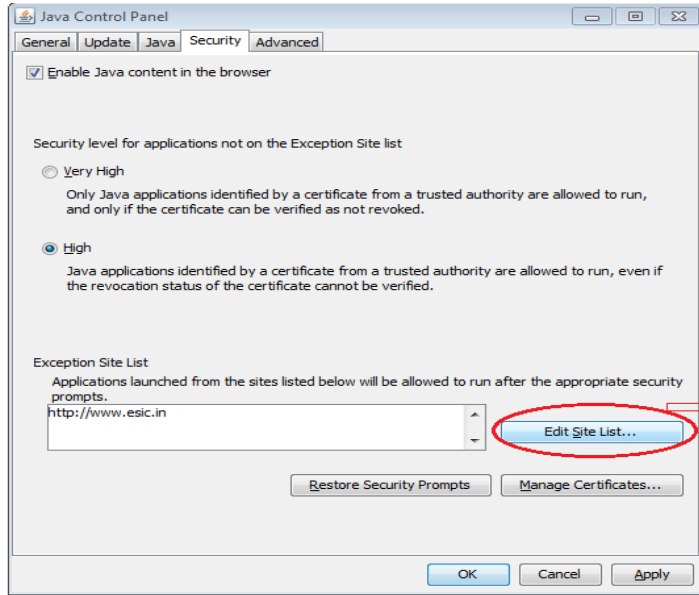 Java Control Panel
General Update Java Security Advanced
Enable Java content in the browser
Security level for applications not on the Exception Site list
Very High
Only Java applications identified by a certificate from a trusted authority are allowed to run,
and only if the certificate can be verified as not revoked.
High
Java applications identified by a certificate from a trusted authority are allowed to run, even if
the revocation status of the certificate cannot be verified.
Exception Site List
Applications launched from the sites listed below will be allowed to run after the appropriate security
prompts.
http://www.esic.in
Edit Site List...
Restore Security Prompts Manage Certificates...
OK Cancel Apply